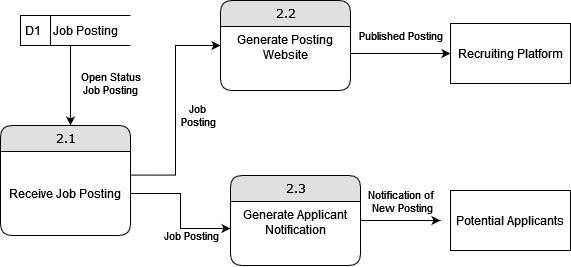 D1 Job Posting
Open Status
Job Posting
2.1
Receive Job Posting
Job
Posting
2.2
Generate Posting
Website
Published Posting
Recruiting Platform
Job Posting
2.3
Generate Applicant
Notification
Notification of
New Posting
Potential Applicants